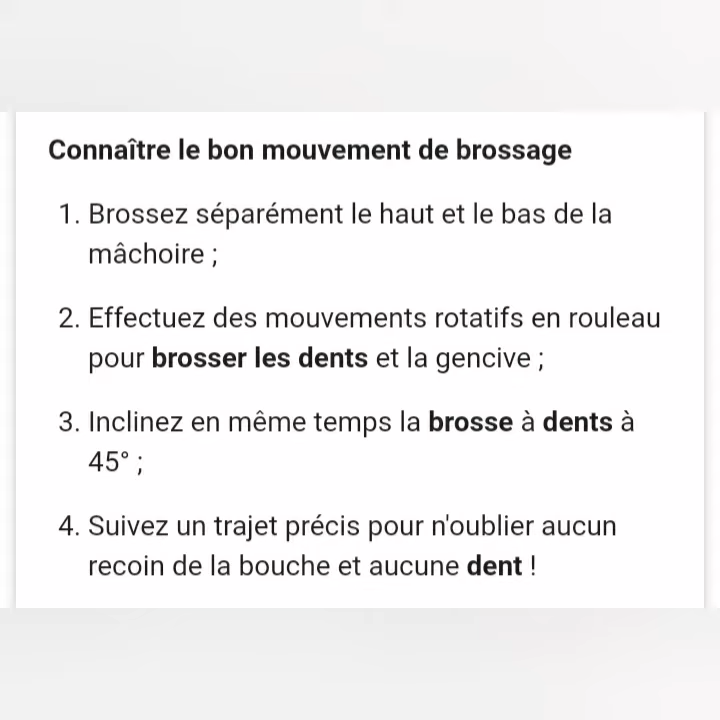 Connaître le bon mouvement de brossage
1. Brossez séparément le haut et le bas de la
mâchoire ;
2. Effectuez des mouvements rotatifs en rouleau
pour brosser les dents et la gencive ;
3. Inclinez en même temps la brosse à dents à
45° ;
4. Suivez un trajet précis pour n'oublier aucun
recoin de la bouche et aucune dent !